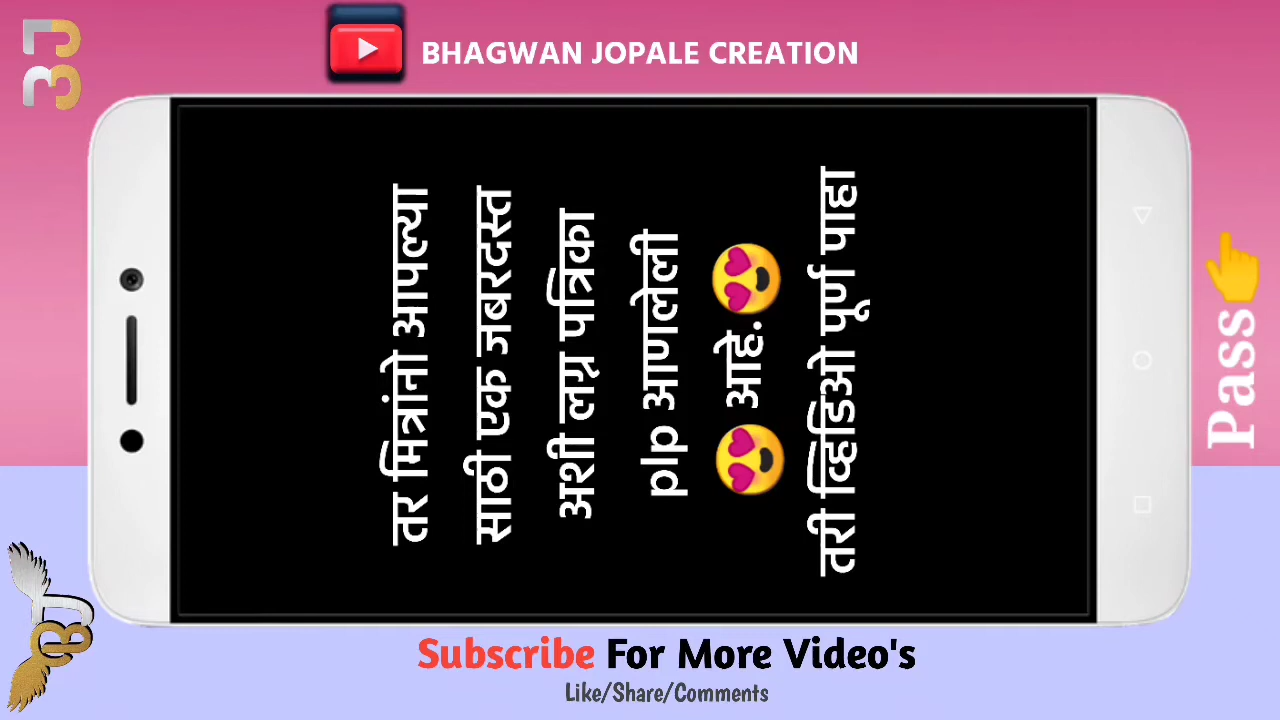 BHAGWAN JOPALE CREATION
तर मित्रांनो आपल्या
साठी एक जबरदस्त
अशी लग्न पत्रिका
plp आणलेली
😍 आहे.😍
तरी व्हिडिओ पूर्ण पाहा
Pass👆
Subscribe For More Video's
Like/Share/Comments